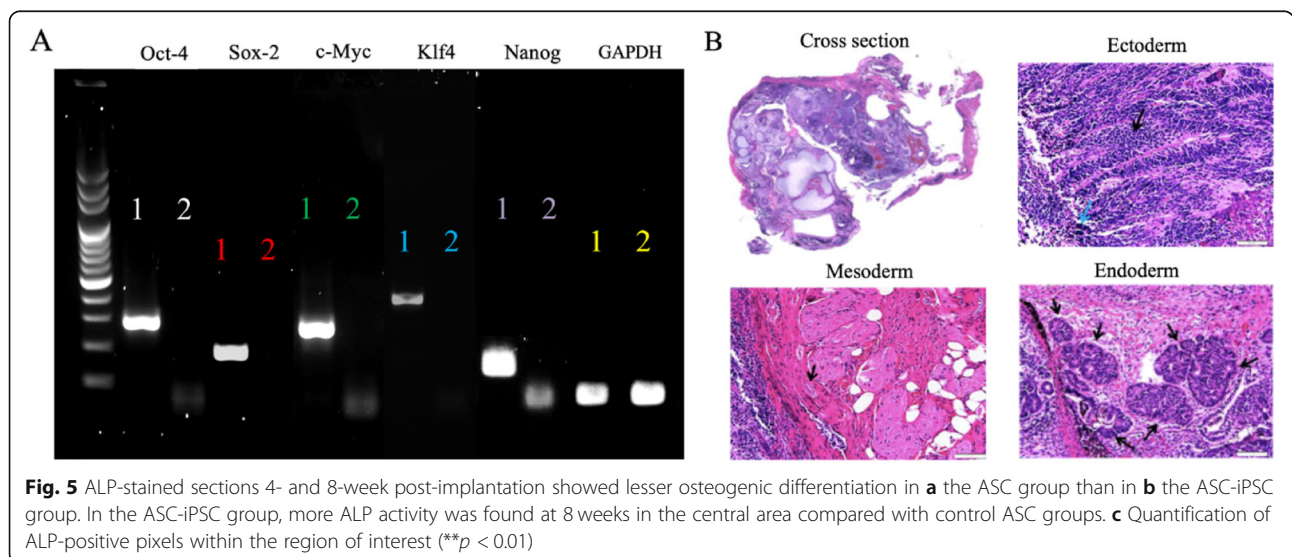 A
Oct-4 Sox-2 c-Myc Klf4 Nanog GAPDH
1 2 1 2 1 2 1 2 1 2 1 2
B
Cross section
Ectoderm
Mesoderm
Endoderm
Fig. 5 ALP-stained sections 4- and 8-week post-implantation showed lesser osteogenic differentiation in a the ASC group than in b the ASC-iPSC
group. In the ASC-iPSC group, more ALP activity was found at 8 weeks in the central area compared with control ASC groups. c Quantification of
ALP-positive pixels within the region of interest (**p < 0.01)